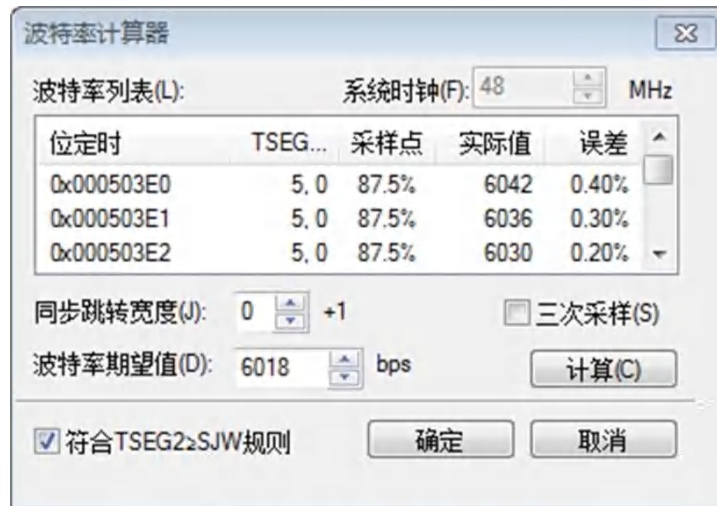 波特率计算器
波特率列表(L): 系统时钟(F): 48 MHz
位定时 TSEG... 采样点 实际值 误差
0x000503E0 5, 0 87.5% 6042 0.40%
0x000503E1 5, 0 87.5% 6036 0.30%
0x000503E2 5, 0 87.5% 6030 0.20%
同步跳转宽度(J): 0 +1 三次采样(S)
波特率期望值(D): 6018 bps 计算(C)
符合TSEG2≥SJW规则 确定 取消